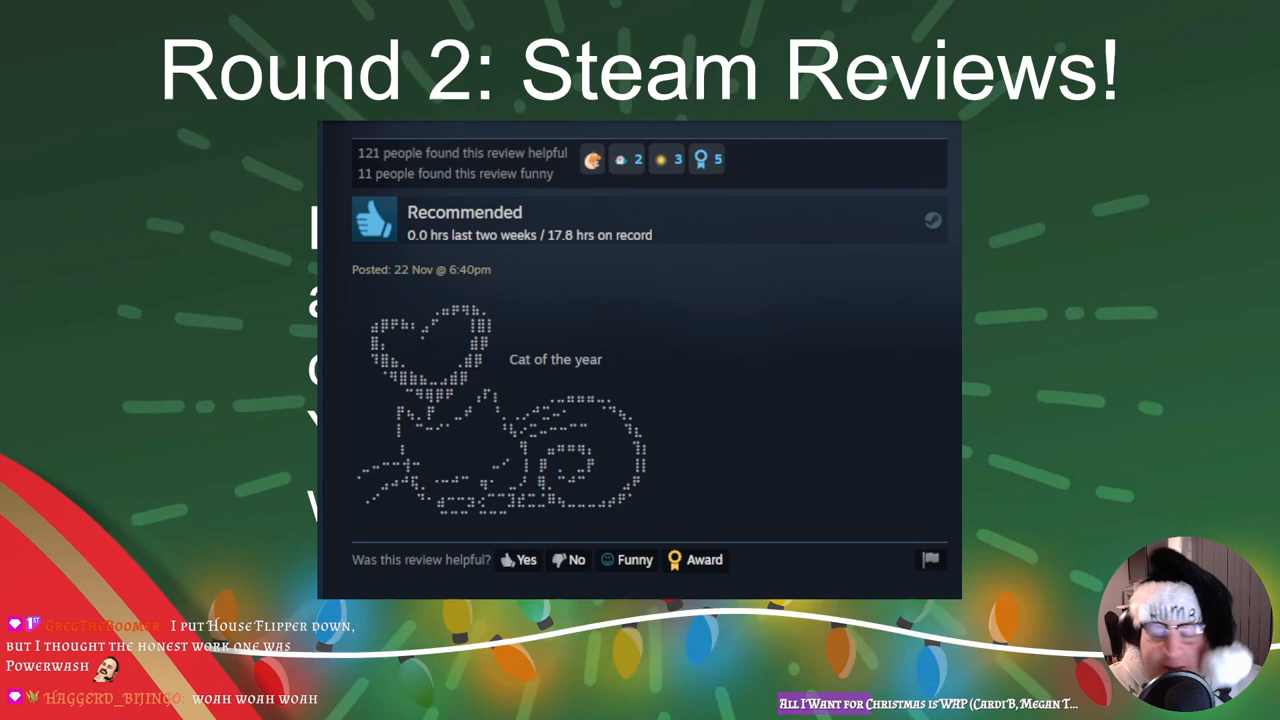 Round 2: Steam Reviews!
121 people found this review helpful
11 people found this review funny
2
3
5
Recommended
0.0 hrs last two weeks / 17.8 hrs on record
Posted: 22 Nov @ 6:40pm
Cat of the year
Was this review helpful? Yes No Funny Award
1st GregTheBoomer I put House Flipper down,
but I thought the honest work one was
Powerwash
Haggerd_Bijingo: woah woah woah
All I Want for Christmas is WAP (Cardi B, Megan T...